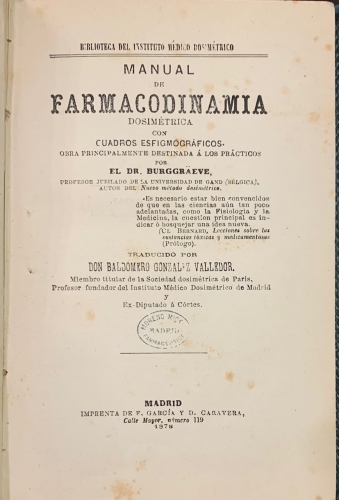 BIBLIOTECA DEL INSTITUTO MÉDICO DOSIMÉTRICO
MANUAL
DE
FARMACODINAMIA
DOSIMÉTRICA
CON
CUADROS ESFIGMOGRÁFICOS,
OBRA PRINCIPALMENTE DESTINADA Á LOS PRÁCTICOS
POR
EL DR. BURGGRAEVE,
PROFESOR JUBILADO DE LA UNIVERSIDAD DE GAND (BÉLGICA),
AUTOR DEL Nuevo método dosimétrico.
«Es necesario estar bien convencidos
de que en las ciencias aún tan poco
adelantadas, como la Fisiología y la
Medicina, la cuestion principal es in-
dicar ó bosquejar una idea nueva.
(CL. BERNARD, Lecciones sobre las
sustancias tóxicas y medicamentosas
(Prólogo).
TRADUCIDO POR
DON BALDOMERO GONZALEZ VALLEDOR,
Miembro titular de la Sociedad dosimétrica de Paris,
Profesor fundador del Instituto Médico Dosimétrico de Madrid
y
Ex-Diputado á Córtes.
MORENO
MADRID
MADRID
IMPRENTA DE F. GARCÍA Y D. CARAVERA,
Calle Mayor, número 119
1878